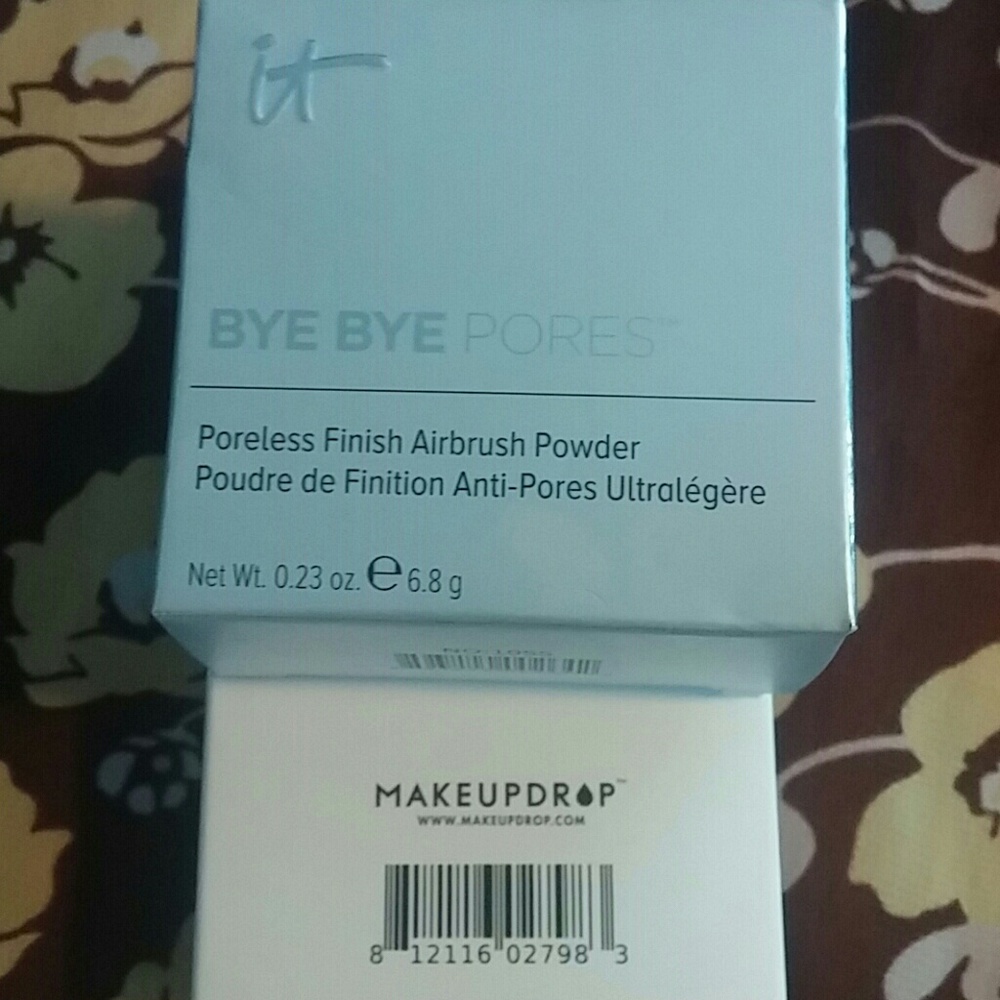 it
BYE BYE PORES™
Poreless Finish Airbrush Powder
Poudre de Finition Anti-Pores Ultralégère
Net Wt. 0.23 oz. ℮ 6.8 g
MAKEUPDROP™
WWW.MAKEUPDROP.COM
8 12116 02798 3